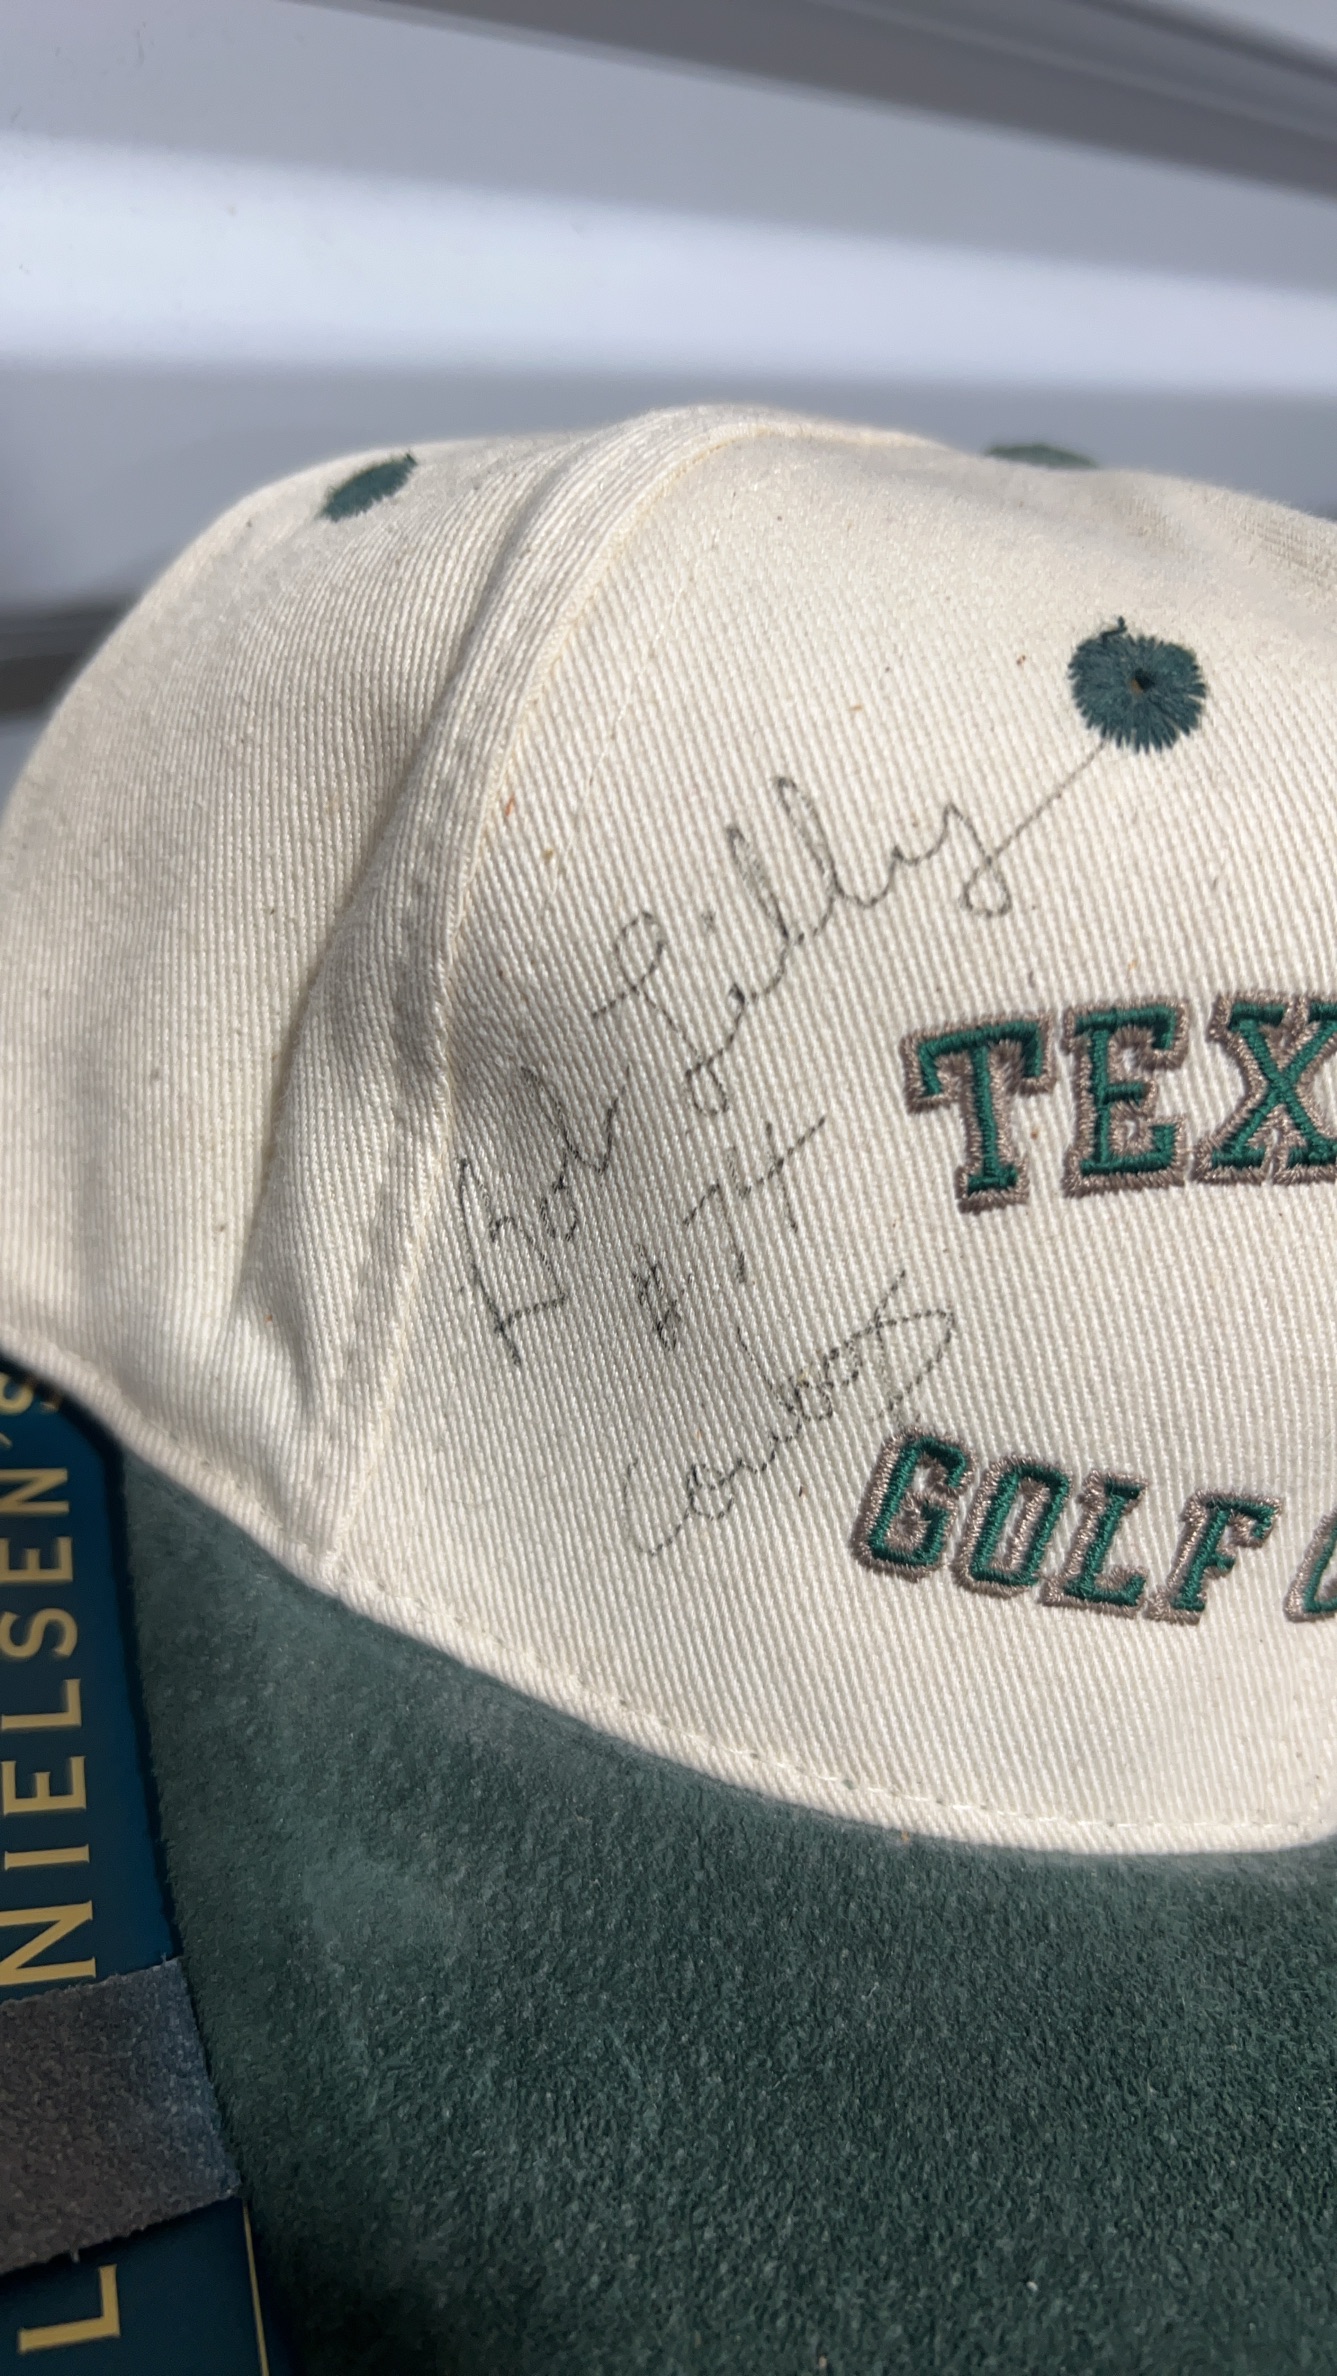 Bob Lilly
#74
Cowboys
TEX
GOLF
NIELSEN'S
L